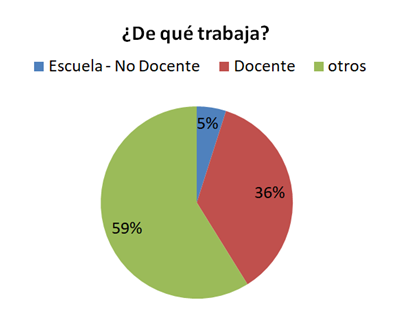 ¿De qué trabaja?
Escuela - No Docente Docente otros
5%
36%
59%